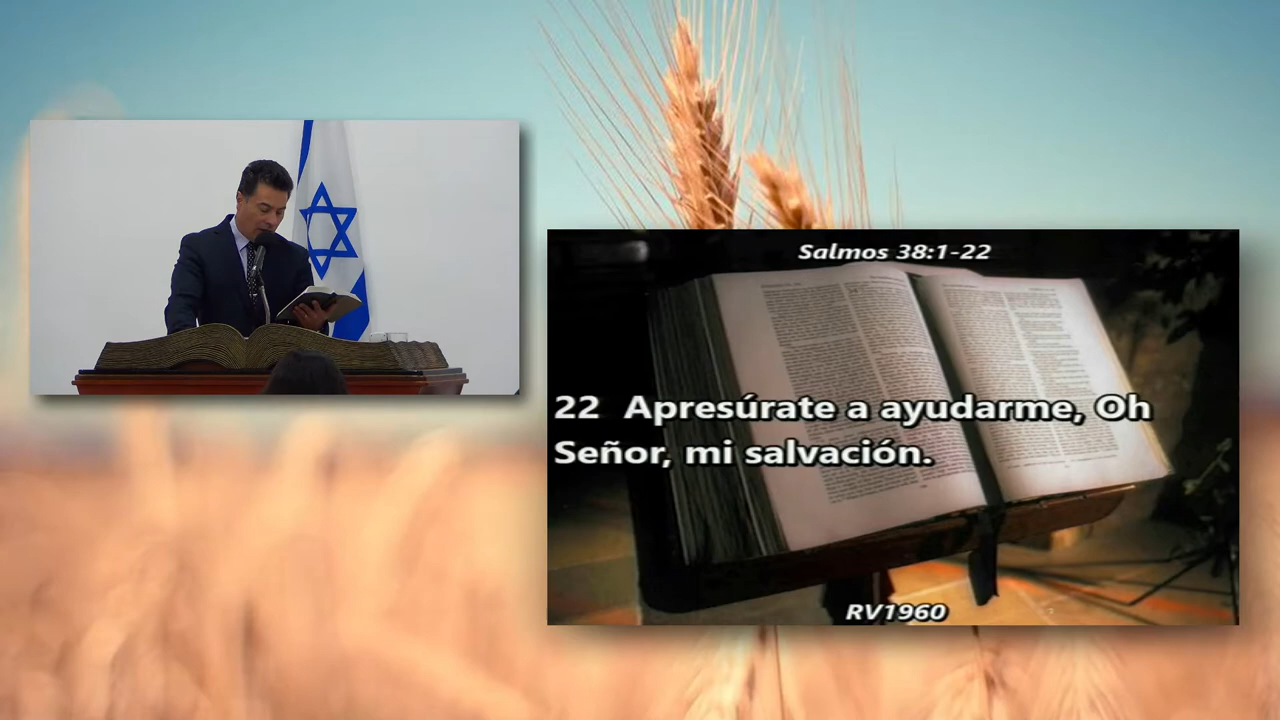 Salmos 38:1-22
22 Apresúrate a ayudarme, Oh
Señor, mi salvación.
RV1960